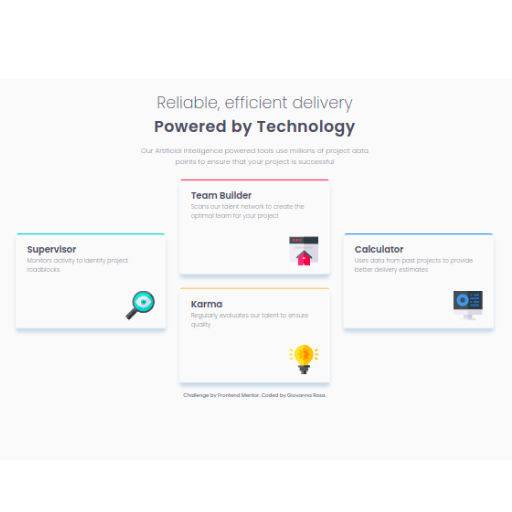 Reliable, efficient delivery
Powered by Technology
Our Artificial Intelligence powered tools use millions of project data
points to ensure that your project is successful
Team Builder
Scans our talent network to create the
optimal team for your project
Supervisor
Monitors activity to identify project
roadblocks
Calculator
Uses data from past projects to provide
better delivery estimates
Karma
Regularly evaluates our talent to ensure
quality
Challenge by Frontend Mentor. Coded by Giovanna Rosa.